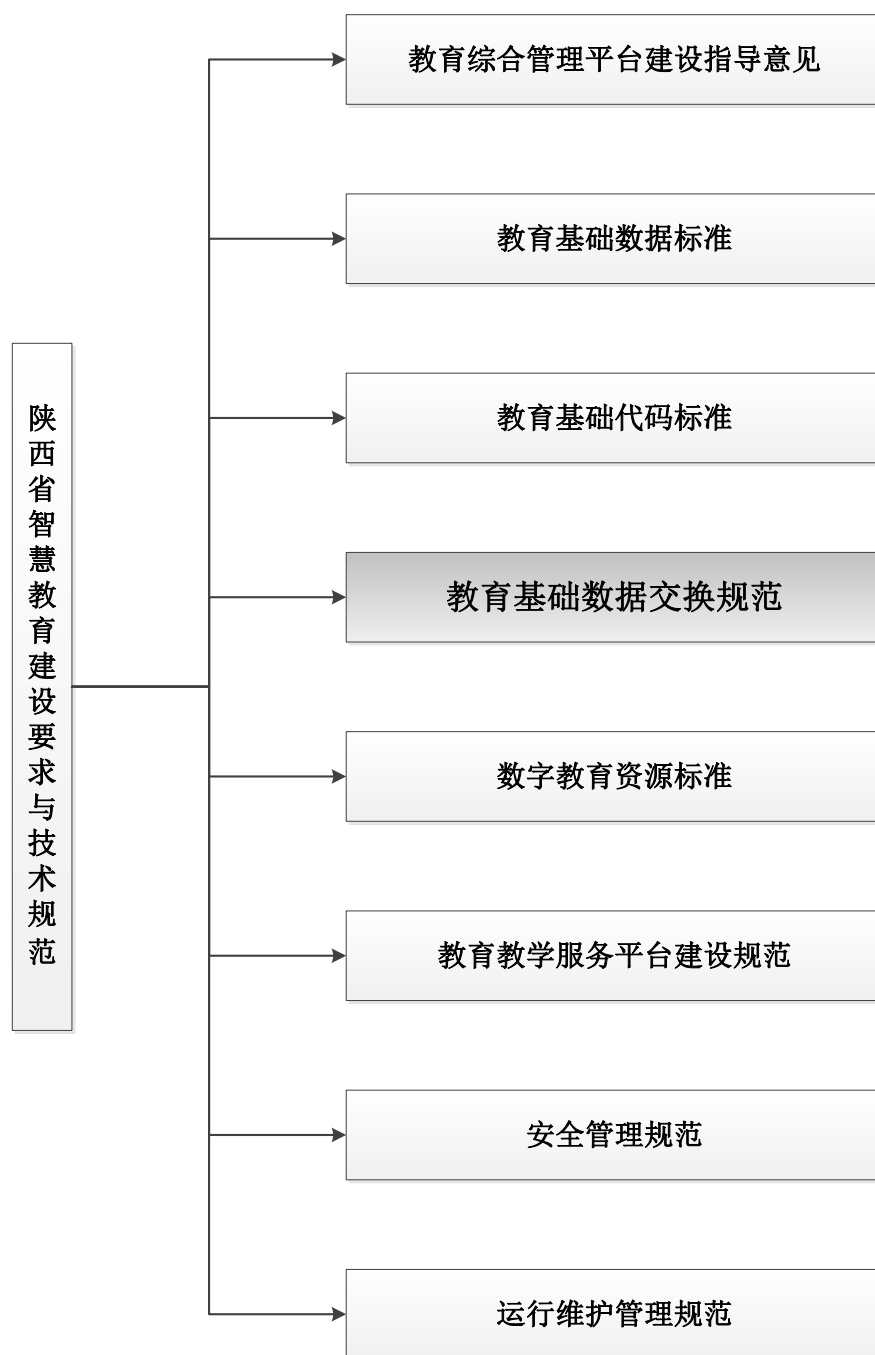 陕西省智慧教育建设要求与技术规范
教育综合管理平台建设指导意见
教育基础数据标准
教育基础代码标准
教育基础数据交换规范
数字教育资源标准
教育教学服务平台建设规范
安全管理规范
运行维护管理规范